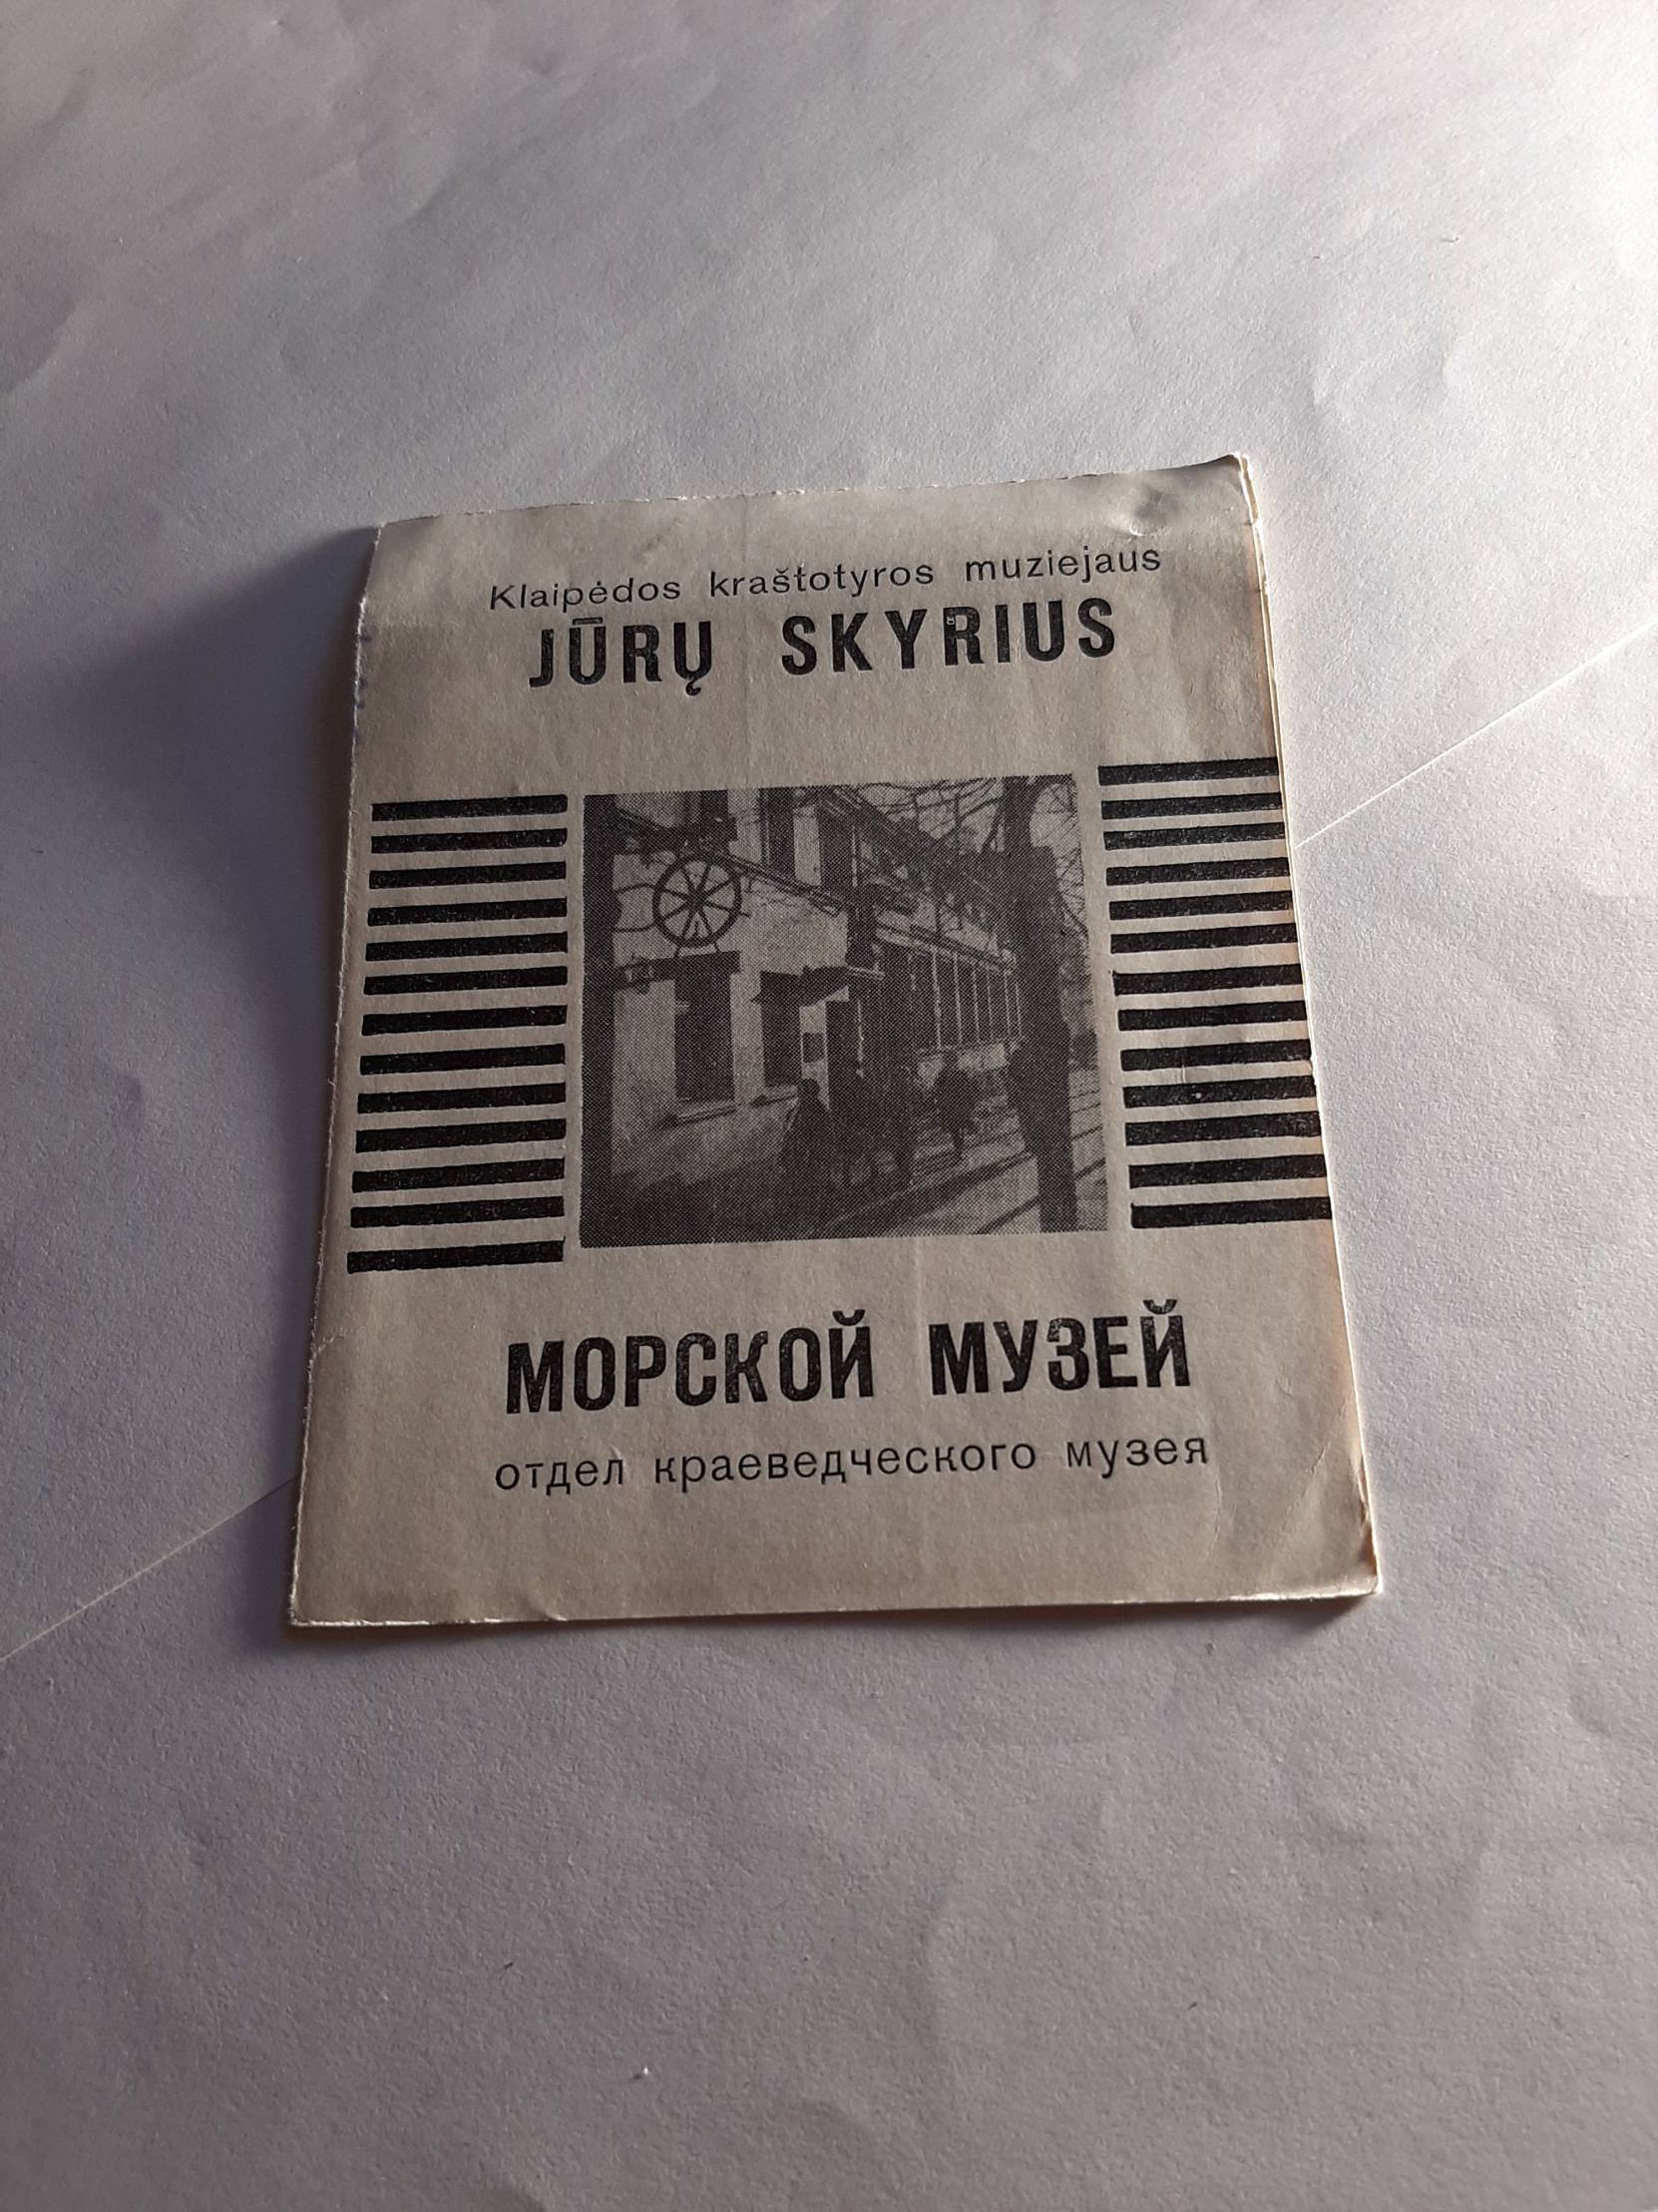 Klaipėdos kraštotyros muziejaus
JŪRŲ SKYRIUS
МОРСКОЙ МУЗЕЙ
отдел краеведческого музея